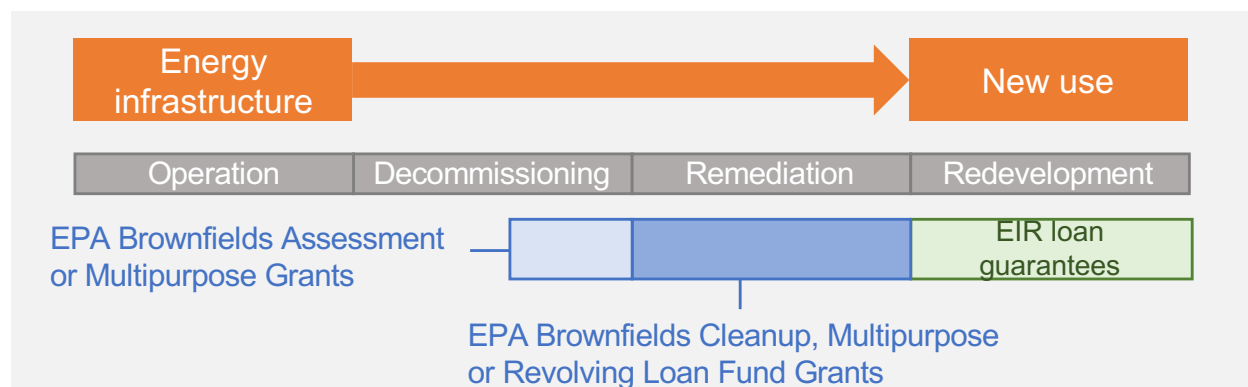 Energy
infrastructure
New use
Operation
Decommissioning
Remediation
Redevelopment
EPA Brownfields Assessment
or Multipurpose Grants
EIR loan
guarantees
EPA Brownfields Cleanup, Multipurpose
or Revolving Loan Fund Grants